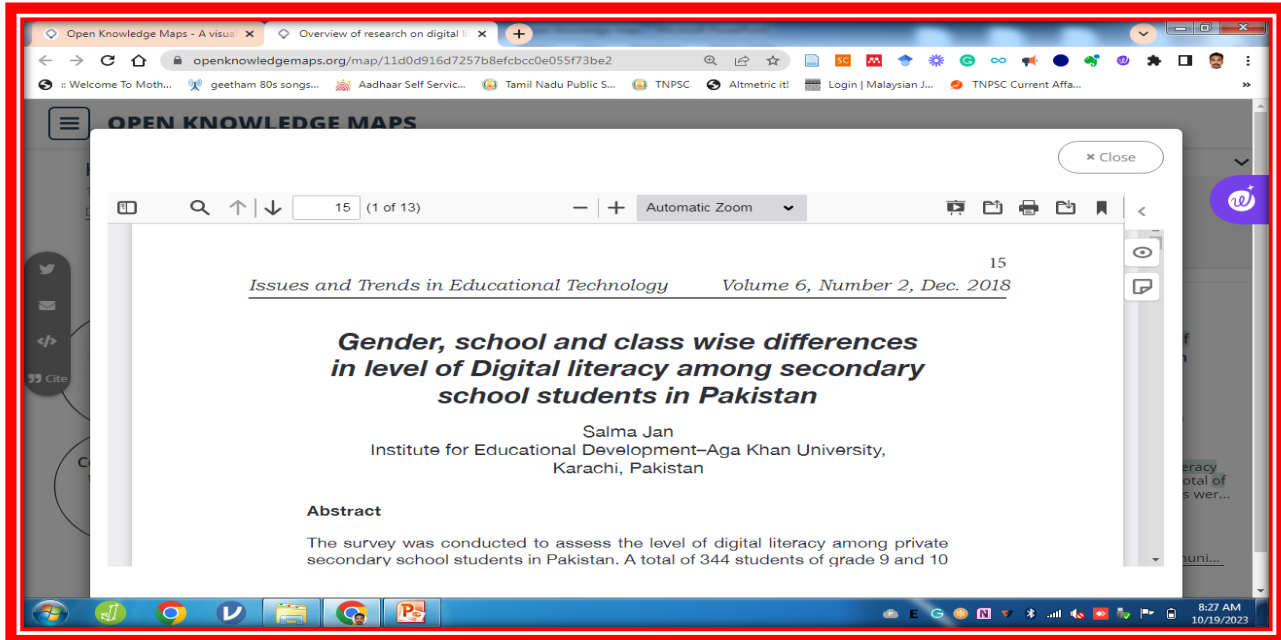 Open Knowledge Maps - A visua
Overview of research on digital li
openknowledgemaps.org/map/11d0d916d7257b8efcbcc0e055f73be2
:: Welcome To Moth... geetham 80s songs... Aadhaar Self Servic... Tamil Nadu Public S... TNPSC Altmetric it! Login | Malaysian J... TNPSC Current Affa... »
OPEN KNOWLEDGE MAPS
× Close
15 (1 of 13) Automatic Zoom
15
Issues and Trends in Educational Technology Volume 6, Number 2, Dec. 2018
Gender, school and class wise differences
in level of Digital literacy among secondary
school students in Pakistan
Salma Jan
Institute for Educational Development–Aga Khan University,
Karachi, Pakistan
Abstract
The survey was conducted to assess the level of digital literacy among private
secondary school students in Pakistan. A total of 344 students of grade 9 and 10
Cite
eracy
otal of
s wer...
nuni...
8:27 AM
10/19/2023